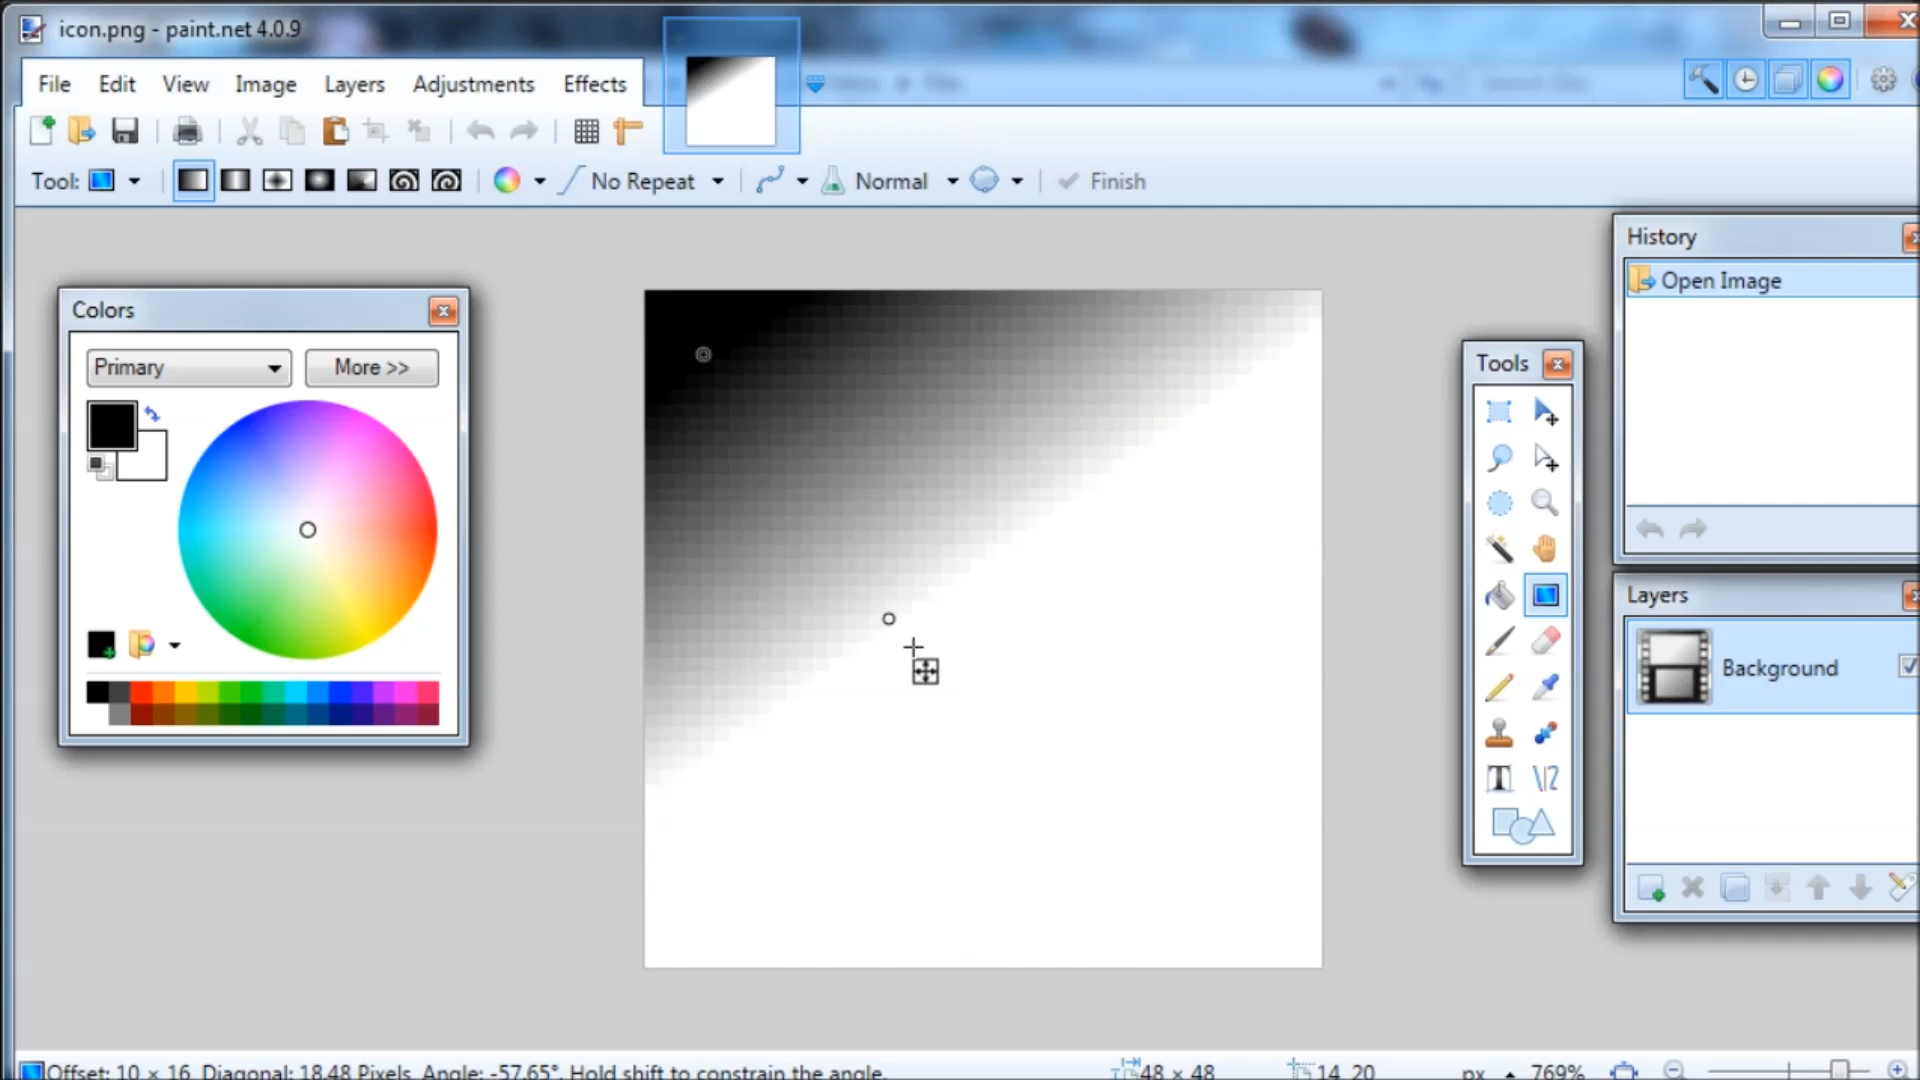 icon.png - paint.net 4.0.9
File Edit View Image Layers Adjustments Effects
Tool: No Repeat Normal Finish
Colors
Primary More >>
History
Open Image
Tools
Layers
Background
Offset: 10 × 16, Diagonal: 18.48 Pixels, Angle: -57.65°. Hold shift to constrain the angle. 48 × 48 14, 20 px 769%